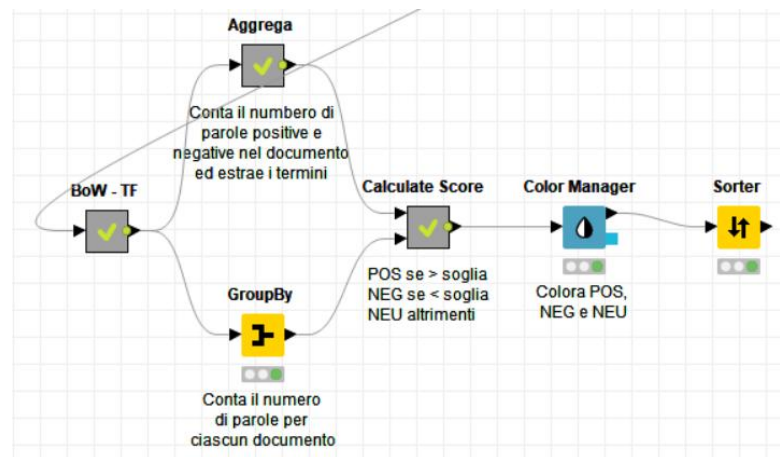 Aggrega
Conta il numbero di
parole positive e
negative nel documento
ed estrae i termini
BoW - TF
Calculate Score
Color Manager
Sorter
POS se > soglia
NEG se < soglia
NEU altrimenti
Colora POS,
NEG e NEU
GroupBy
Conta il numero
di parole per
ciascun documento